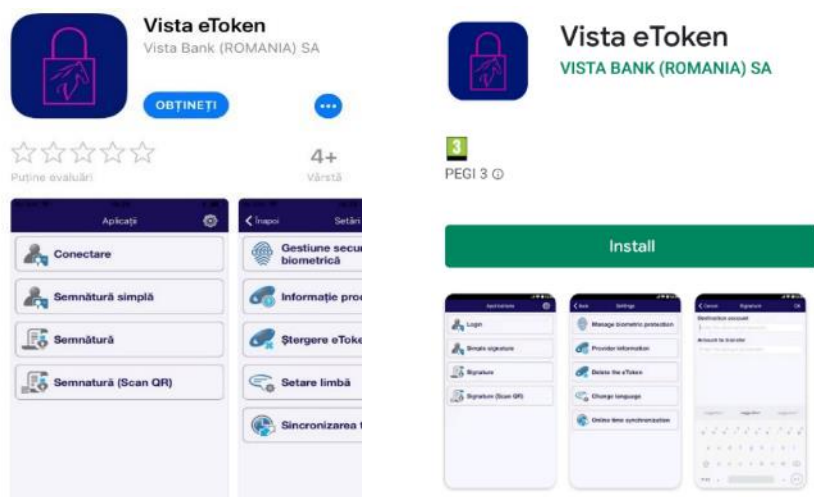 Vista eToken
Vista Bank (ROMANIA) SA
OBȚINEȚI
Puține evaluări
4+
Vârstă
Aplicații
Conectare
Semnătură simplă
Semnătură
Semnatură (Scan QR)
Înapoi
Setări
Gestiune secu
biometrică
Informație pro
Ștergere eToke
Setare limbă
Sincronizarea
Vista eToken
VISTA BANK (ROMANIA) SA
3
PEGI 3
Install
Applications
Login
Simple signature
Signature
Signature (Scan QR)
Back
Settings
Manage biometric protection
Provider information
Delete the eToken
Change language
Online time synchronization
Cancel
Signature
OK
Destination account
Amount to transfer